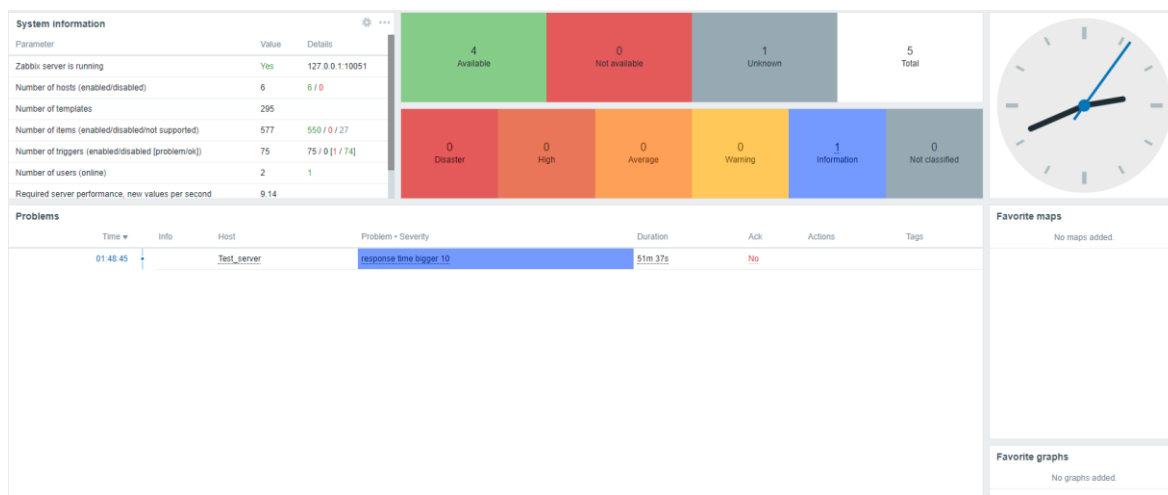 System information
Parameter Value Details
Zabbix server is running Yes 127.0.0.1:10051
Number of hosts (enabled/disabled) 6 6 / 0
Number of templates 295
Number of items (enabled/disabled/not supported) 577 550 / 0 / 27
Number of triggers (enabled/disabled [problem/ok]) 75 75 / 0 [1 / 74]
Number of users (online) 2 1
Required server performance, new values per second 9.14
4 0 1 5
Available Not available Unknown Total
0 0 0 0 1 0
Disaster High Average Warning Information Not classified
Problems
Time ▼ Info Host Problem • Severity Duration Ack Actions Tags
01:48:45 Test_server response time bigger 10 51m 37s No
Favorite maps
No maps added.
Favorite graphs
No graphs added.